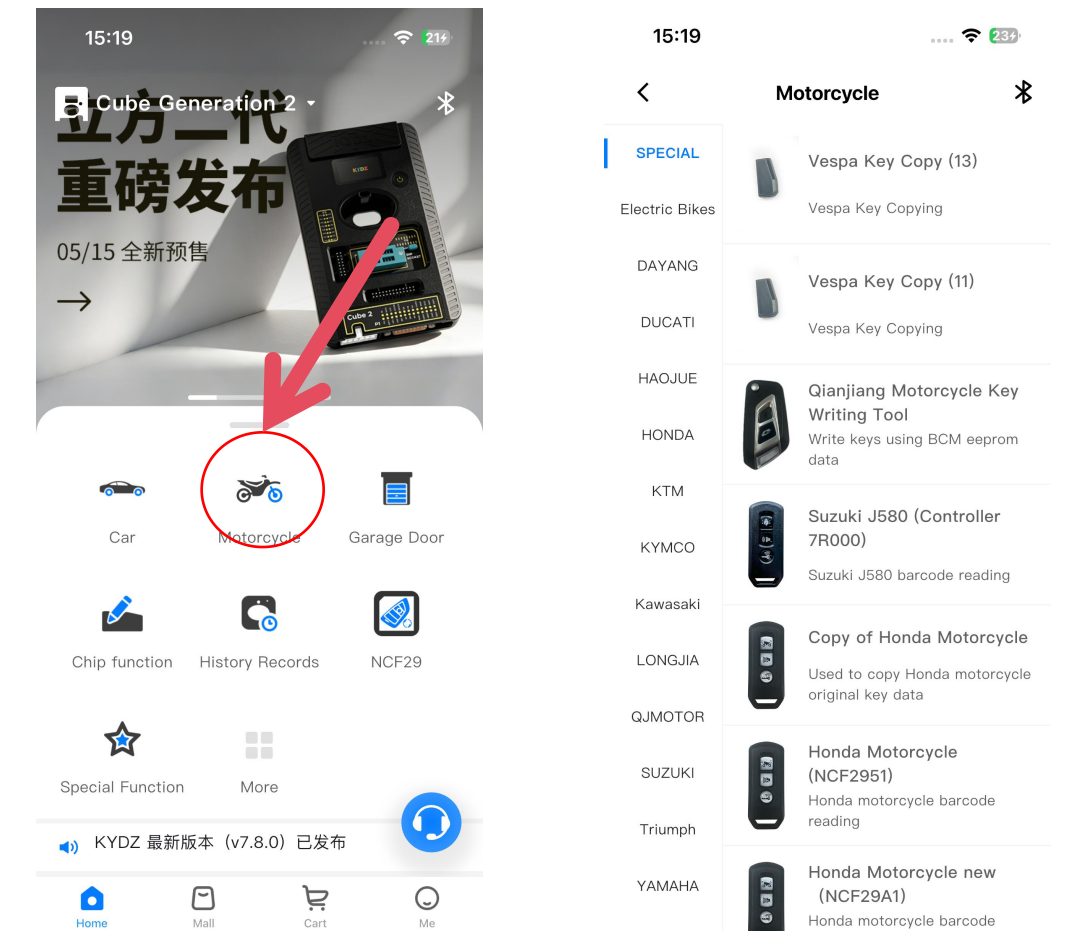 15:19
21
Cube Generation 2
立方二代
重磅发布
05/15 全新预售
KYDZ
Cube 2
P1
Car
Motorcycle
Garage Door
Chip function
History Records
NCF29
Special Function
More
KYDZ 最新版本（v7.8.0）已发布
Home
Mall
Cart
Me
15:19
23
Motorcycle
SPECIAL
Electric Bikes
DAYANG
DUCATI
HAOJUE
HONDA
KTM
KYMCO
Kawasaki
LONGJIA
QJMOTOR
SUZUKI
Triumph
YAMAHA
Vespa Key Copy (13)
Vespa Key Copying
Vespa Key Copy (11)
Vespa Key Copying
Qianjiang Motorcycle Key
Writing Tool
Write keys using BCM eeprom
data
Suzuki J580 (Controller
7R000)
Suzuki J580 barcode reading
Copy of Honda Motorcycle
Used to copy Honda motorcycle
original key data
Honda Motorcycle
(NCF2951)
Honda motorcycle barcode
reading
Honda Motorcycle new
（NCF29A1)
Honda motorcycle barcode